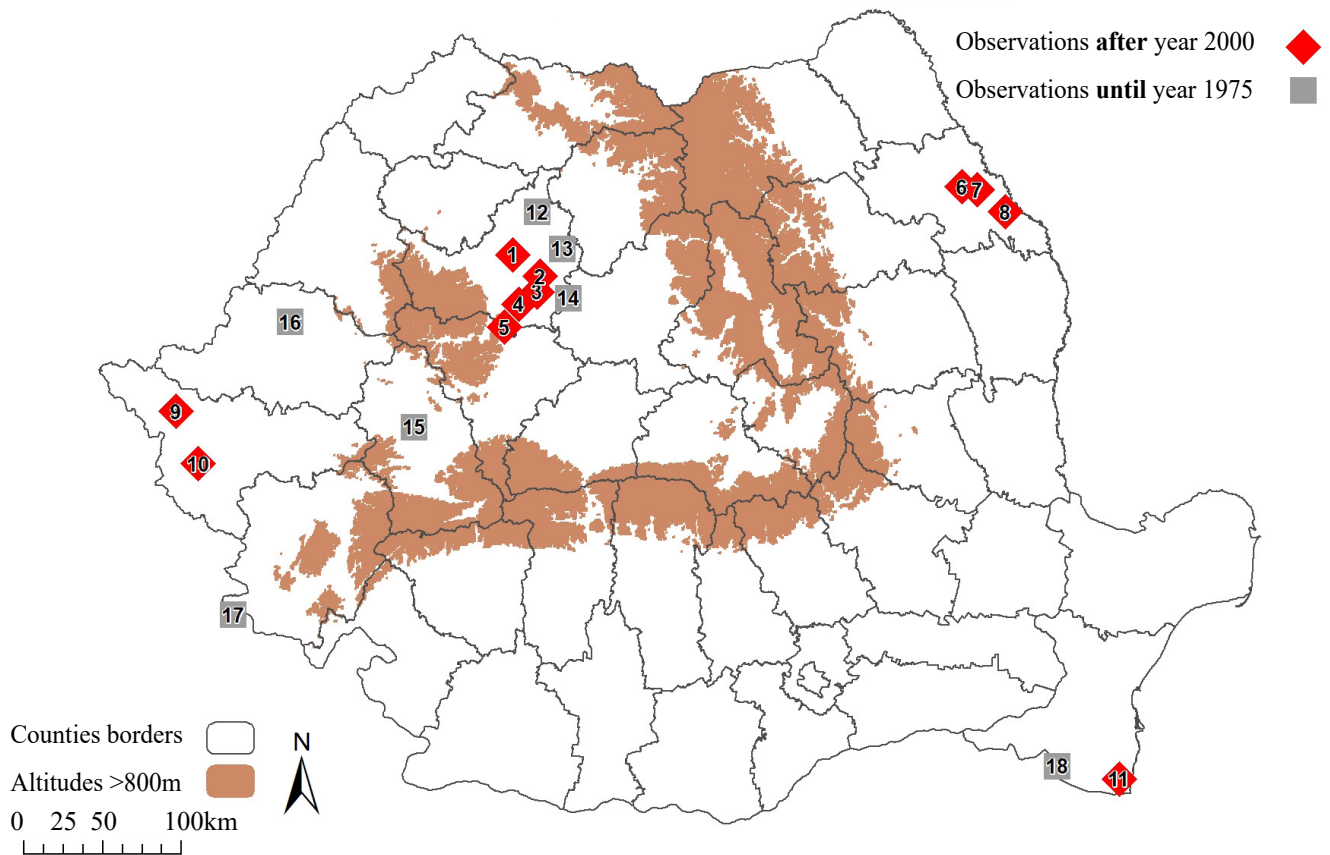 Observations after year 2000
Observations until year 1975
6 7
8
12
13
1
2
3
14
4
5
16
9
15
10
17
18
11
Counties borders
N
Altitudes >800m
0 25 50 100km